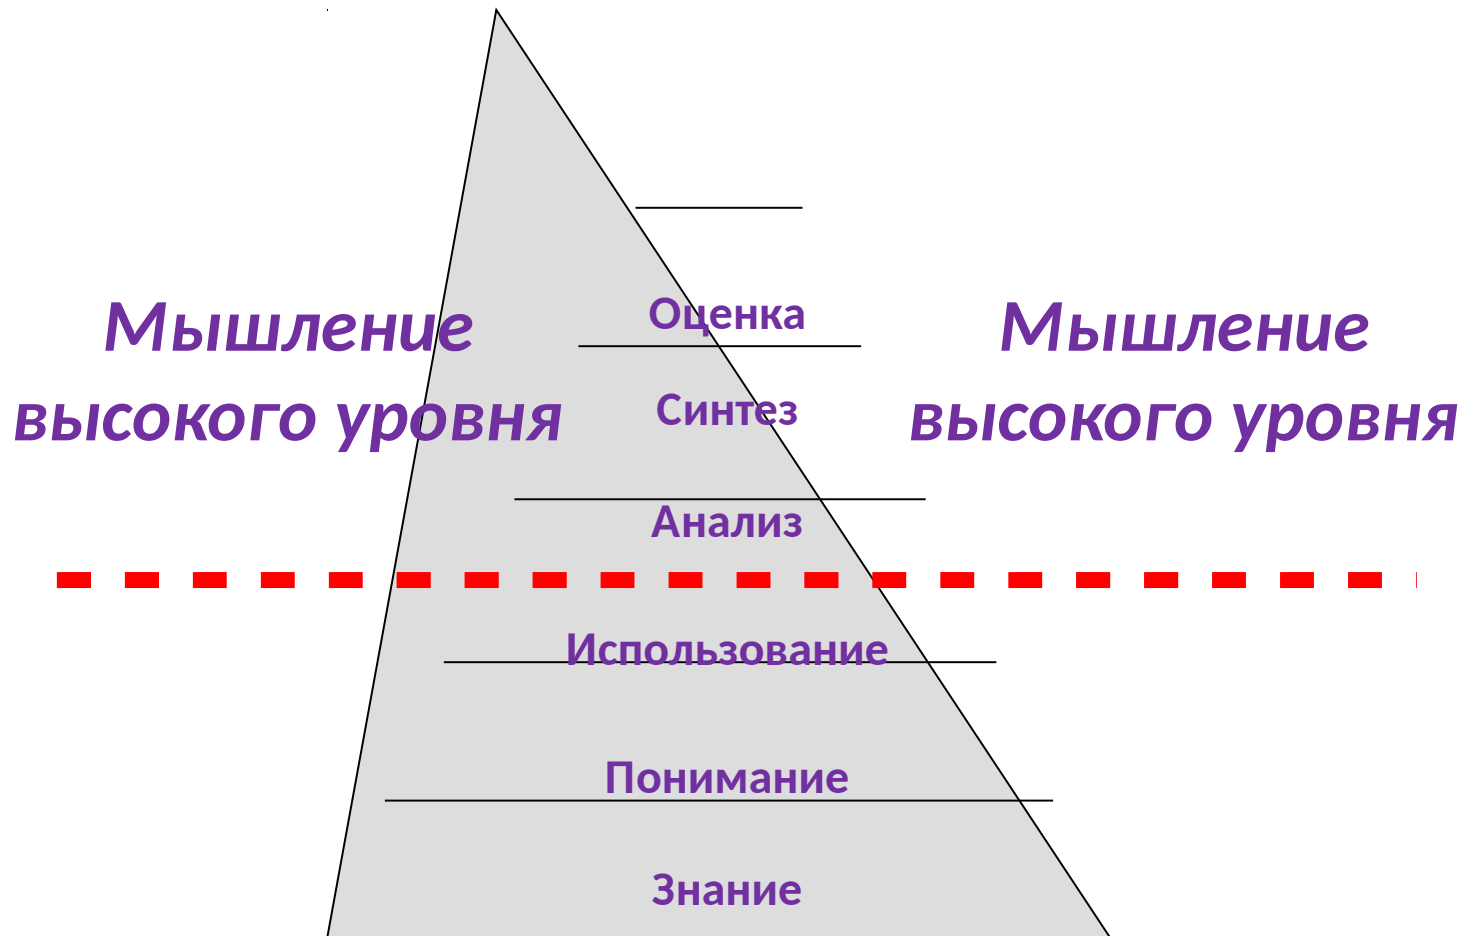 Мышление
высокого уровня
Мышление
высокого уровня
Оценка
Синтез
Анализ
Использование
Понимание
Знание